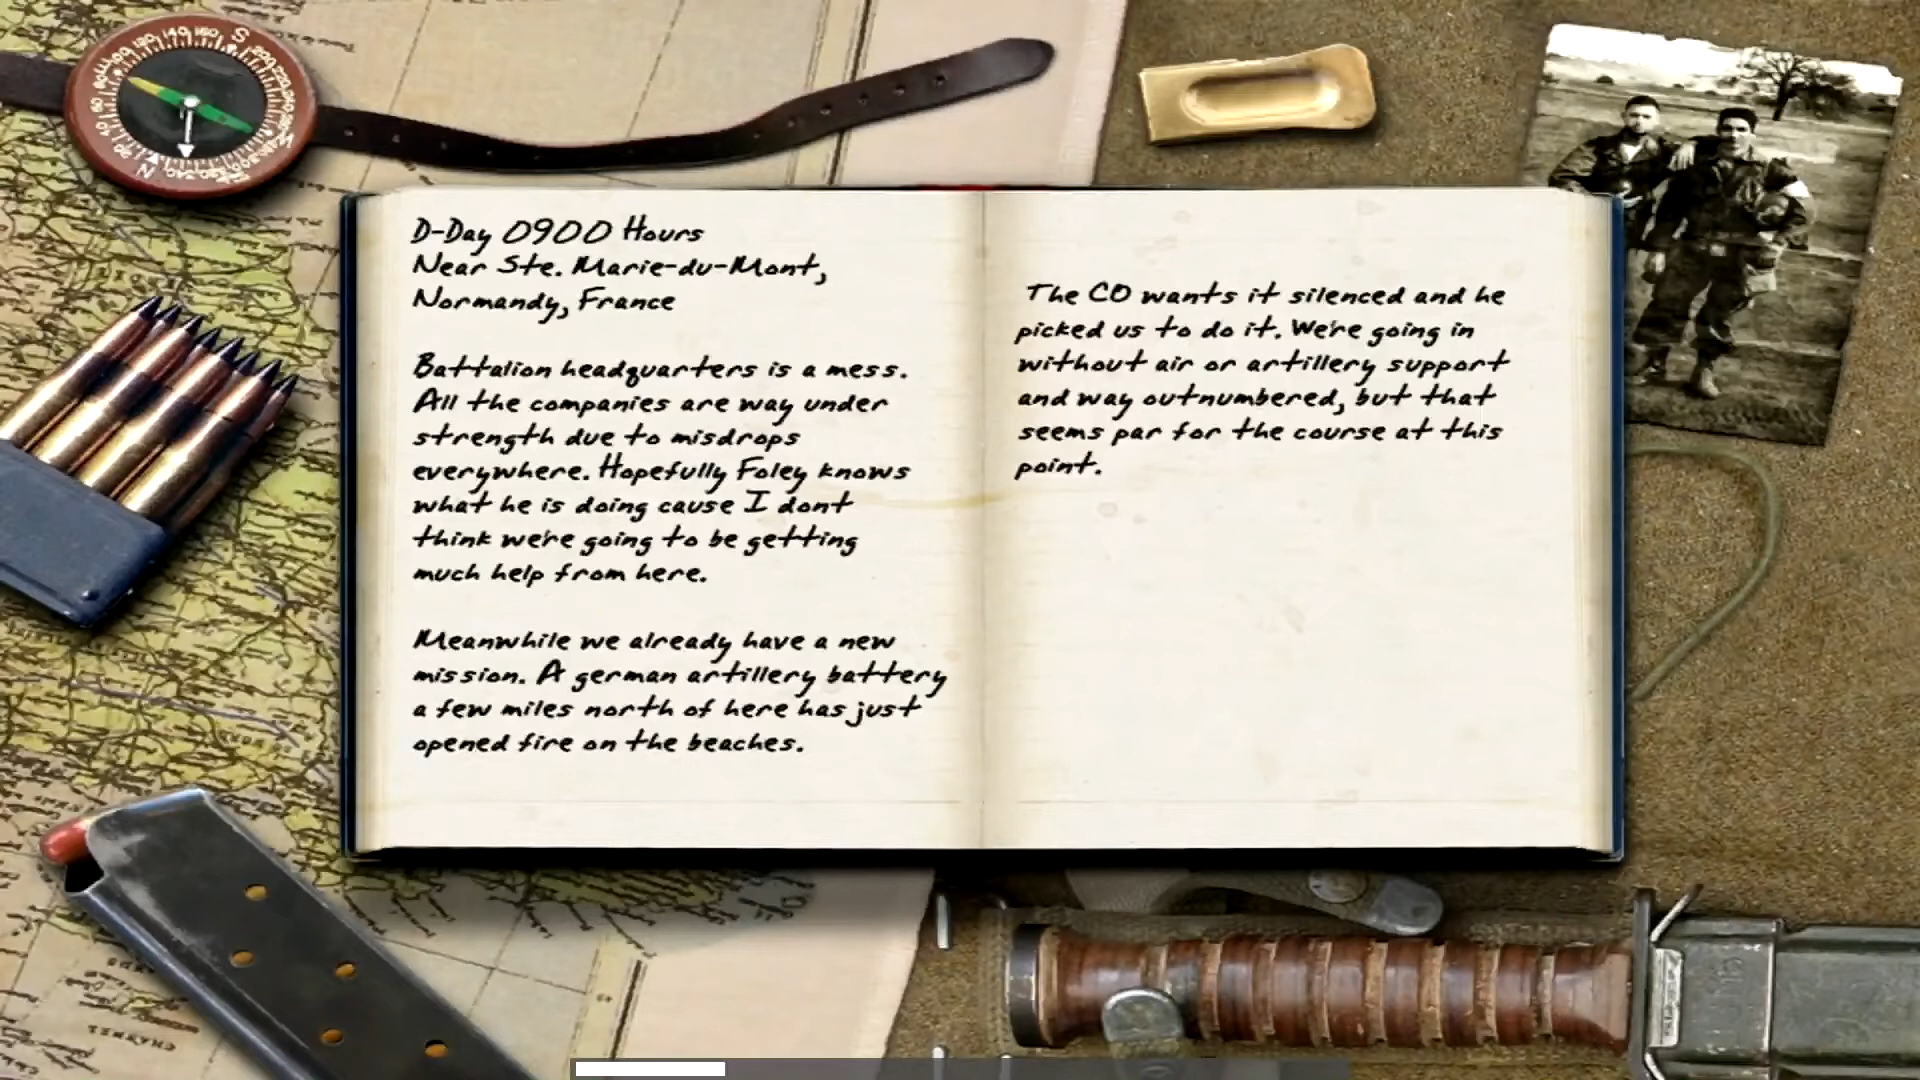 D-Day 0900 Hours
Near Ste. Marie-du-Mont,
Normandy, France
Battalion headquarters is a mess.
All the companies are way under
strength due to misdrops
everywhere. Hopefully Foley knows
what he is doing cause I dont
think we're going to be getting
much help from here.
Meanwhile we already have a new
mission. A german artillery battery
a few miles north of here has just
opened fire on the beaches.
The CO wants it silenced and he
picked us to do it. We're going in
without air or artillery support
and way outnumbered, but that
seems par for the course at this
point.
S
N